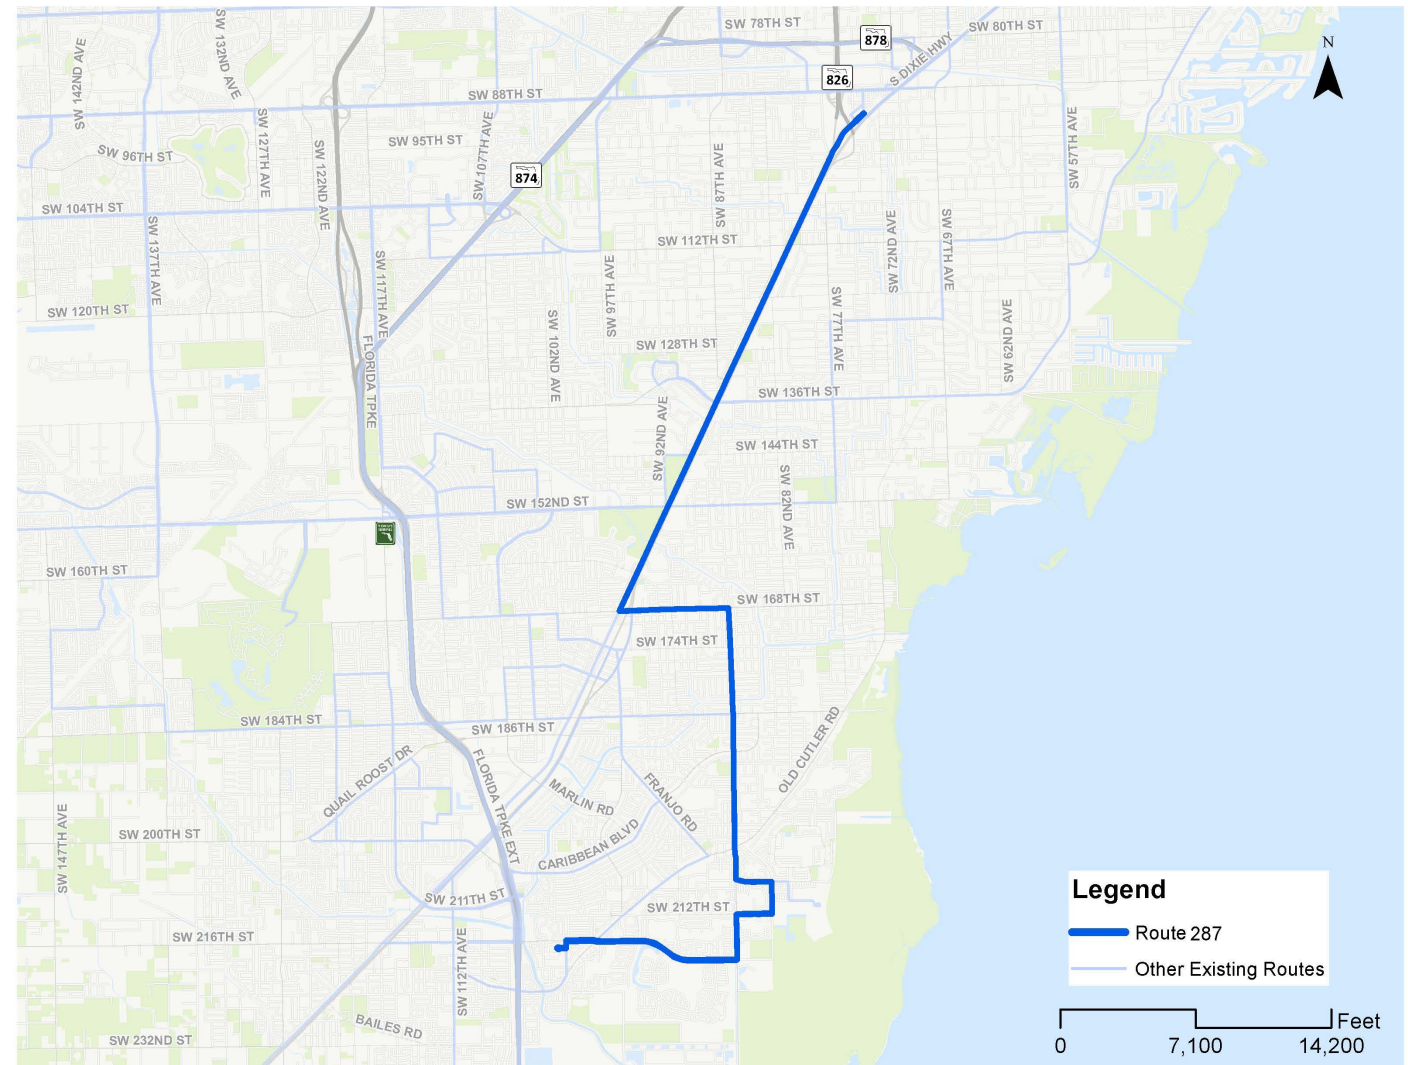 SW 78TH ST
SW 80TH ST
878
N
S DIXIE HWY
826
SW 132ND AVE
SW 142ND AVE
SW 88TH ST
SW 127TH AVE
SW 122ND AVE
SW 95TH ST
SW 107TH AVE
SW 57TH AVE
SW 96TH ST
874
SW 87TH AVE
SW 104TH ST
SW 137TH AVE
SW 112TH ST
SW 72ND AVE
SW 67TH AVE
SW 117TH AVE
SW 97TH AVE
SW 120TH ST
SW 102ND AVE
SW 77TH AVE
SW 62ND AVE
FLORIDA TPKE
SW 128TH ST
SW 136TH ST
SW 92ND AVE
SW 144TH ST
SW 82ND AVE
SW 152ND ST
SW 160TH ST
SW 168TH ST
SW 174TH ST
SW 184TH ST
SW 186TH ST
OLD CUTLER RD
QUAIL ROOST DR
FLORIDA TPKE EXT
MARLIN RD
FRANJO RD
SW 147TH AVE
SW 200TH ST
CARIBBEAN BLVD
SW 211TH ST
SW 212TH ST
SW 216TH ST
SW 112TH AVE
BAILES RD
SW 232ND ST
Legend
Route 287
Other Existing Routes
Feet
0 7,100 14,200